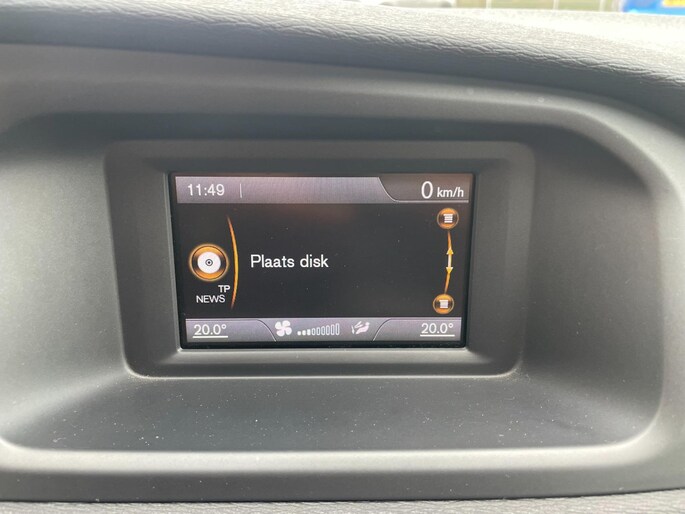 11:49
0 km/h
Plaats disk
TP
NEWS
20.0°
20.0°